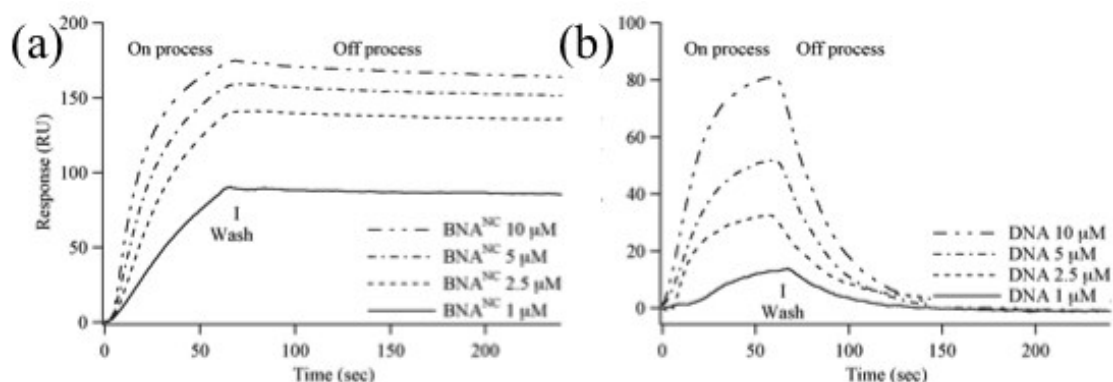 (a)
200
150
100
50
0
Response (RU)
On process Off process
I
Wash
BNA^NC 10 μM
BNA^NC 5 μM
BNA^NC 2.5 μM
BNA^NC 1 μM
0 50 100 150 200
Time (sec)
(b)
100
80
60
40
20
0
On process Off process
I
Wash
DNA 10 μM
DNA 5 μM
DNA 2.5 μM
DNA 1 μM
0 50 100 150 200
Time (sec)